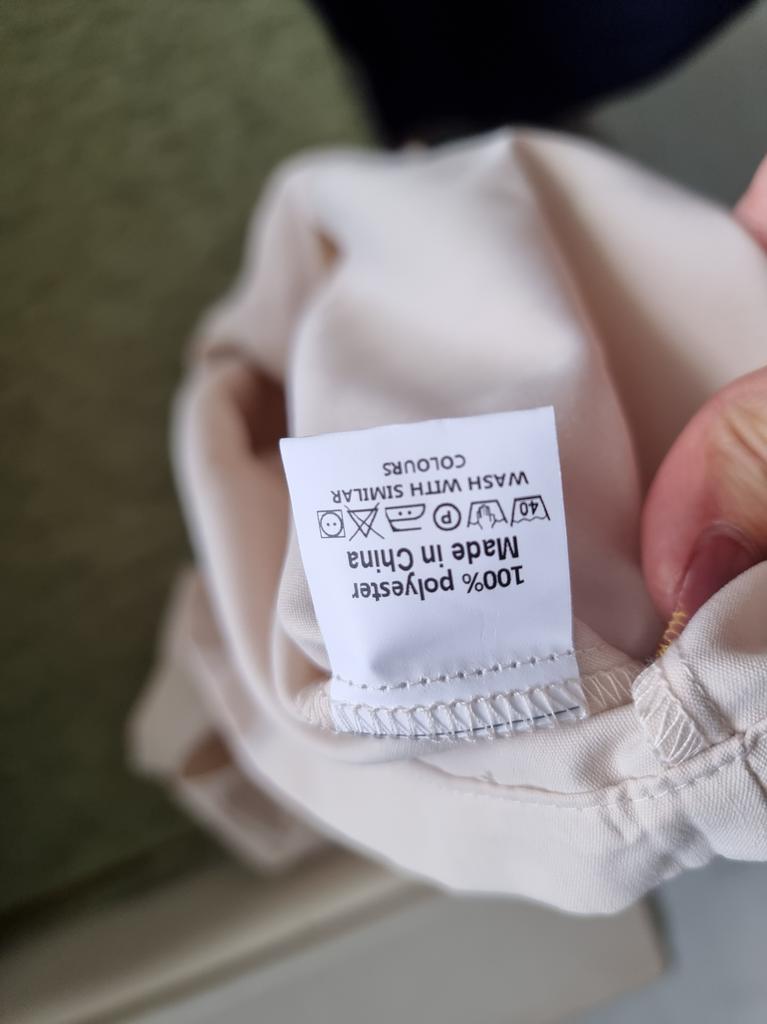 100% polyester
Made in China
40 P
WASH WITH SIMILAR
COLOURS